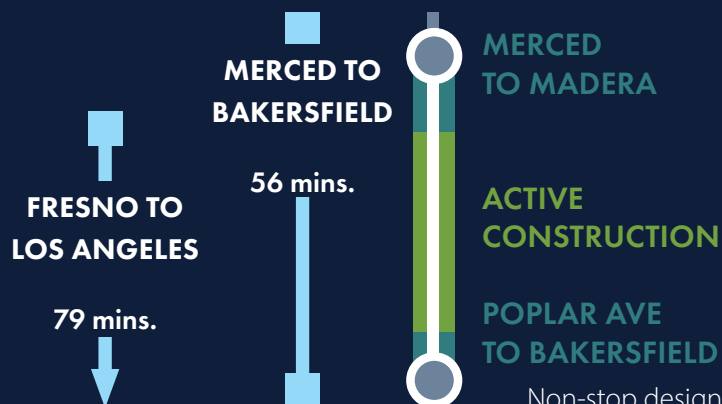 MERCED TO
BAKERSFIELD
56 mins.
FRESNO TO
LOS ANGELES
79 mins.
MERCED
TO MADERA
ACTIVE
CONSTRUCTION
POPLAR AVE
TO BAKERSFIELD
Non-stop design